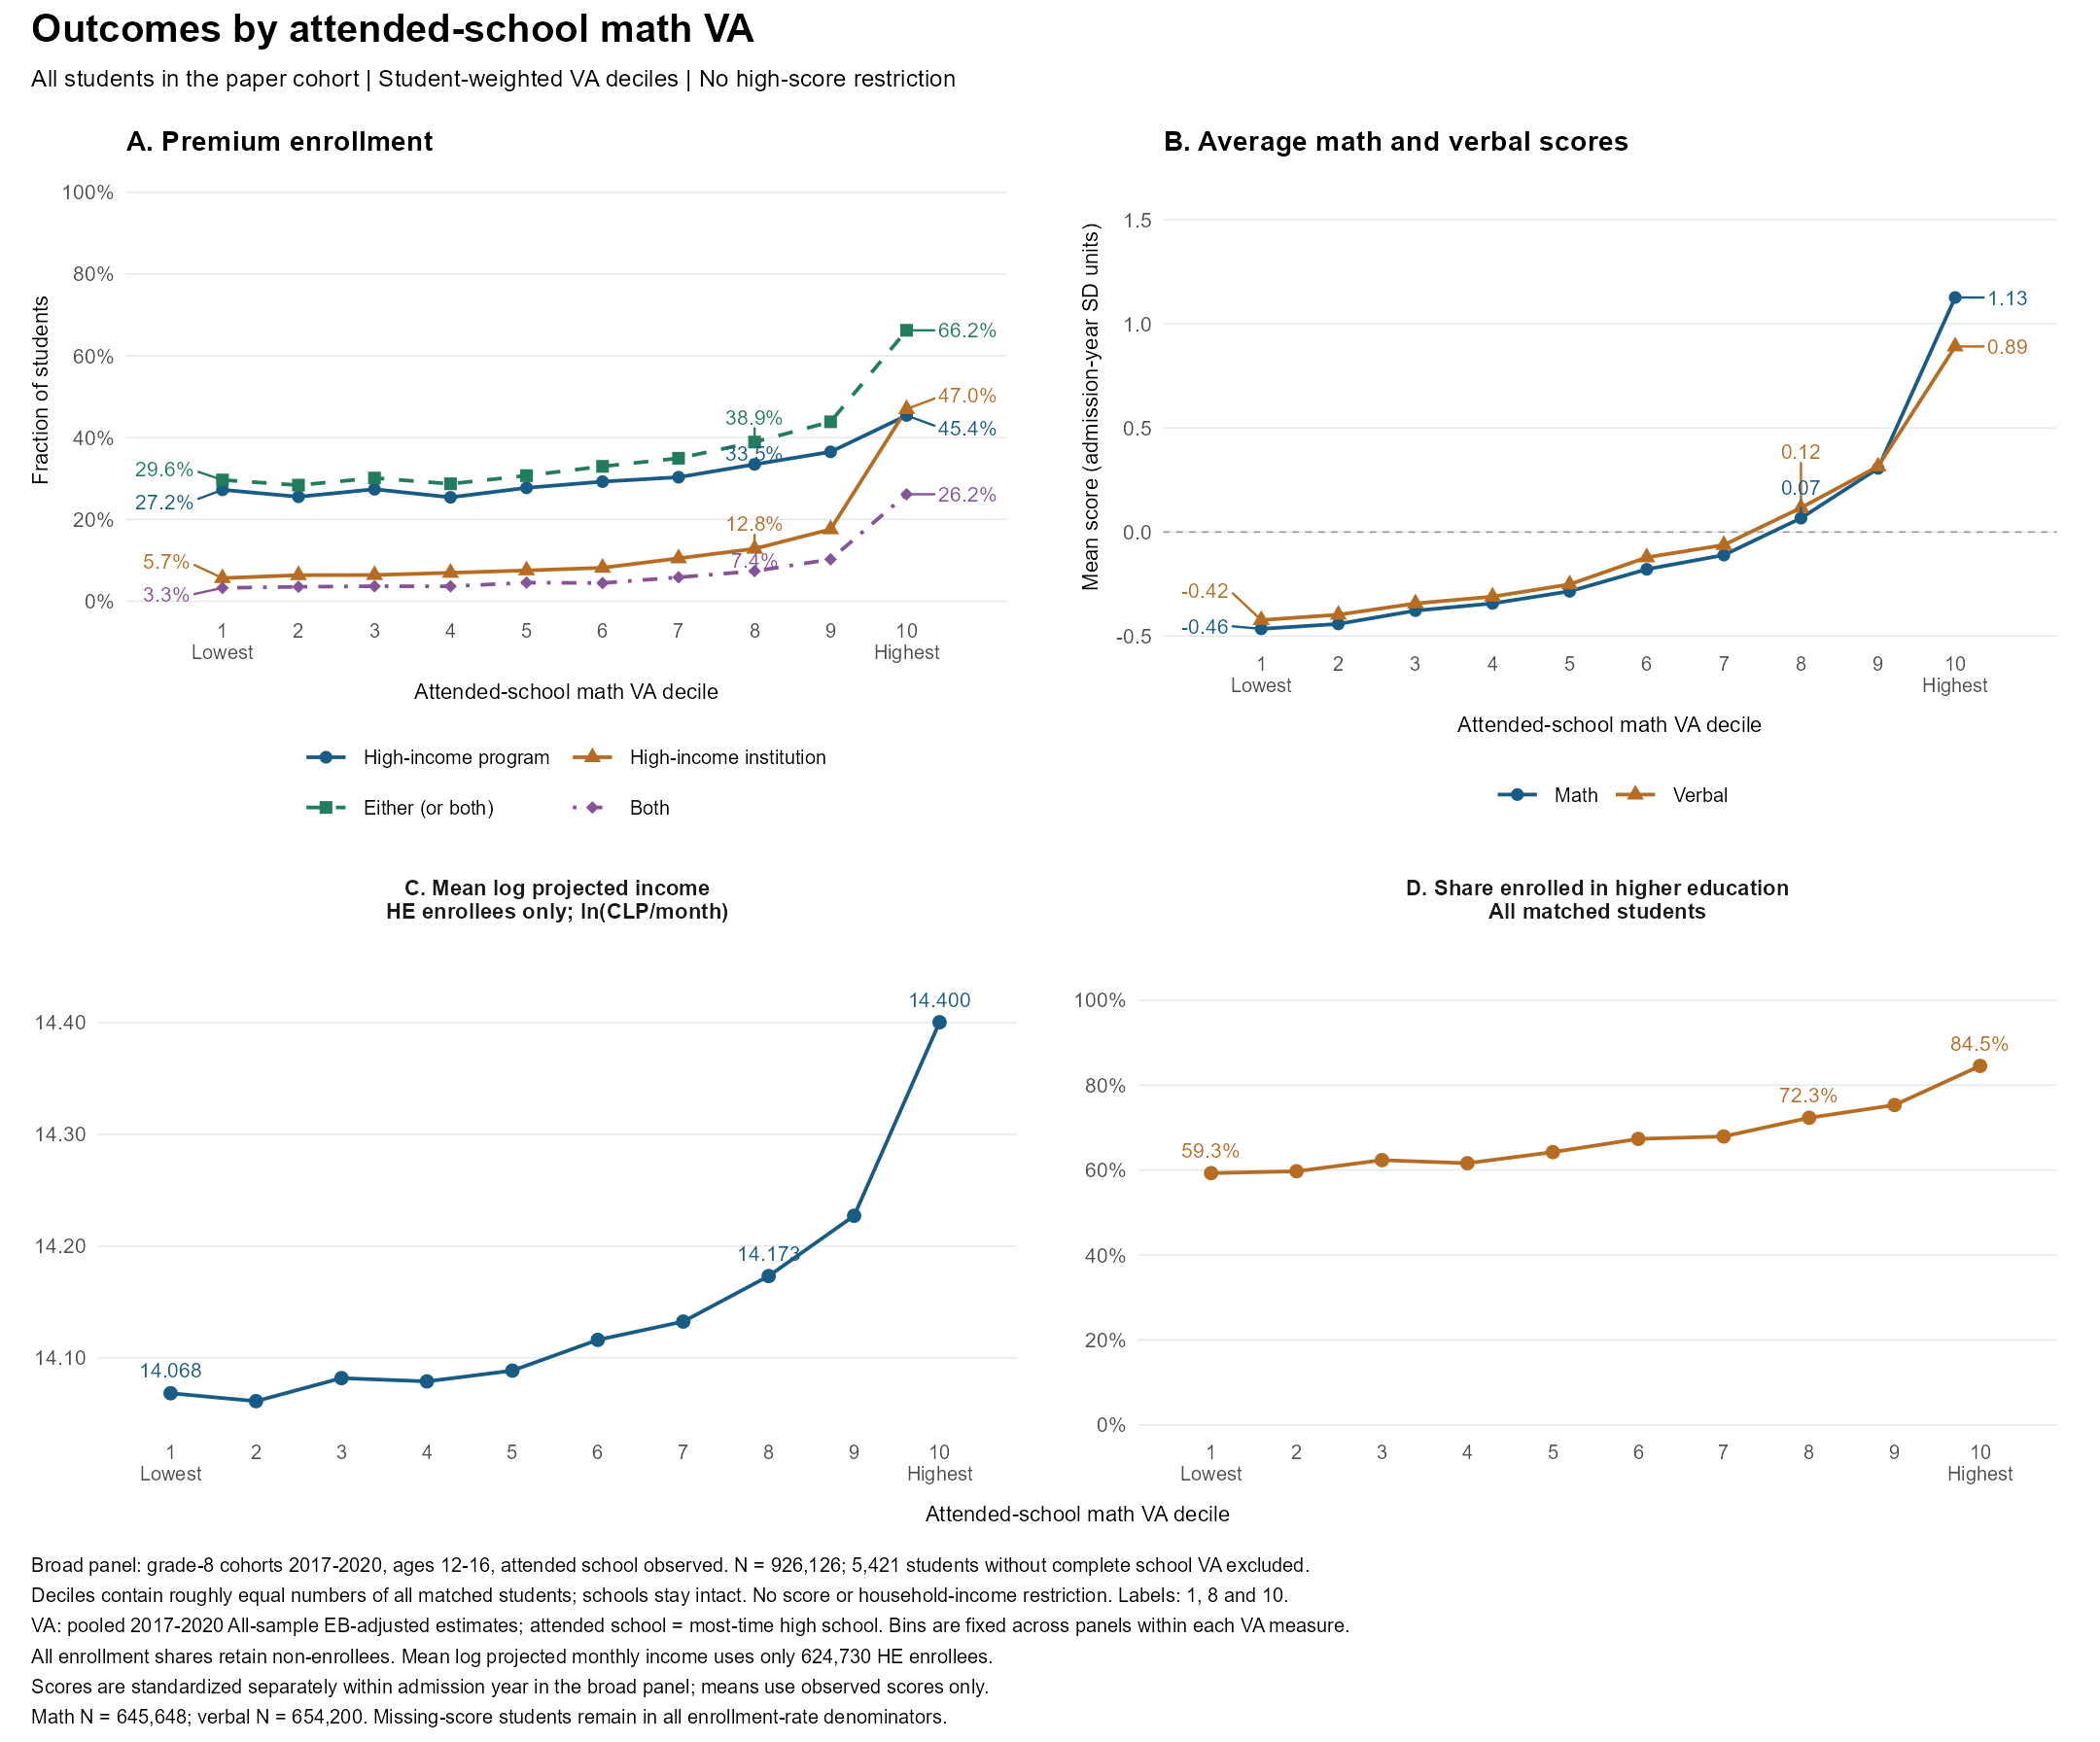 Outcomes by attended-school math VA
All students in the paper cohort | Student-weighted VA deciles | No high-score restriction
A. Premium enrollment
Fraction of students
100%
80%
60%
40%
20%
0%
29.6%
27.2%
5.7%
3.3%
38.9%
33.5%
12.8%
7.4%
66.2%
47.0%
45.4%
26.2%
1 2 3 4 5 6 7 8 9 10
Lowest Highest
Attended-school math VA decile
High-income program High-income institution
Either (or both) Both
B. Average math and verbal scores
Mean score (admission-year SD units)
1.5
1.0
0.5
0.0
-0.5
-0.42
-0.46
0.12
0.07
1.13
0.89
1 2 3 4 5 6 7 8 9 10
Lowest Highest
Attended-school math VA decile
Math Verbal
C. Mean log projected income
HE enrollees only; ln(CLP/month)
14.40
14.30
14.20
14.10
14.068
14.173
14.400
1 2 3 4 5 6 7 8 9 10
Lowest Highest
D. Share enrolled in higher education
All matched students
100%
80%
60%
40%
20%
0%
59.3%
72.3%
84.5%
1 2 3 4 5 6 7 8 9 10
Lowest Highest
Attended-school math VA decile
Broad panel: grade-8 cohorts 2017-2020, ages 12-16, attended school observed. N = 926,126; 5,421 students without complete school VA excluded.
Deciles contain roughly equal numbers of all matched students; schools stay intact. No score or household-income restriction. Labels: 1, 8 and 10.
VA: pooled 2017-2020 All-sample EB-adjusted estimates; attended school = most-time high school. Bins are fixed across panels within each VA measure.
All enrollment shares retain non-enrollees. Mean log projected monthly income uses only 624,730 HE enrollees.
Scores are standardized separately within admission year in the broad panel; means use observed scores only.
Math N = 645,648; verbal N = 654,200. Missing-score students remain in all enrollment-rate denominators.